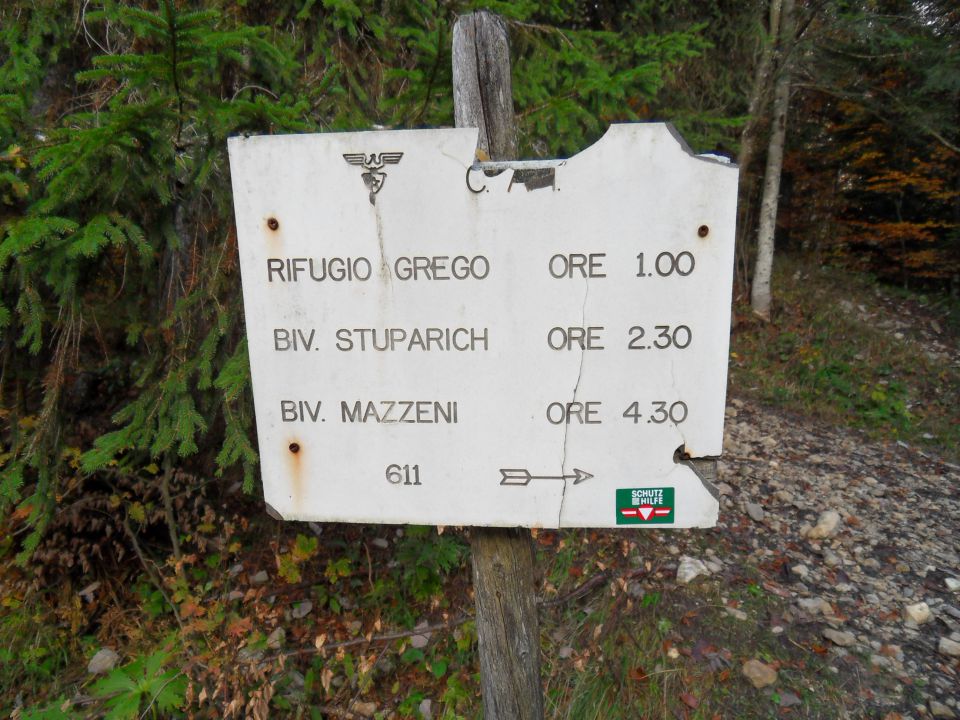 C. A. I.
RIFUGIO GREGO ORE 1.00
BIV. STUPARICH ORE 2.30
BIV. MAZZENI ORE 4.30
611
SCHUTZ
HILFE